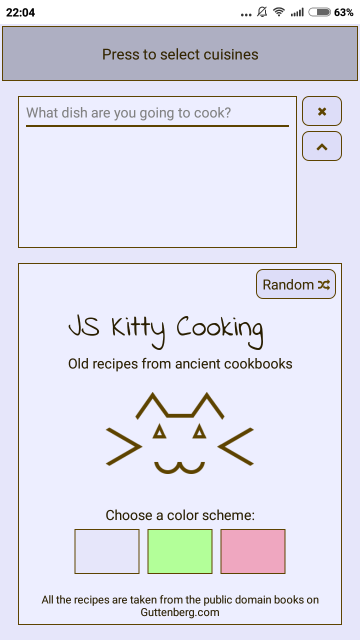 22:04
63%
Press to select cuisines
What dish are you going to cook?
Random
JS Kitty Cooking
Old recipes from ancient cookbooks
Choose a color scheme:
All the recipes are taken from the public domain books on
Guttenberg.com